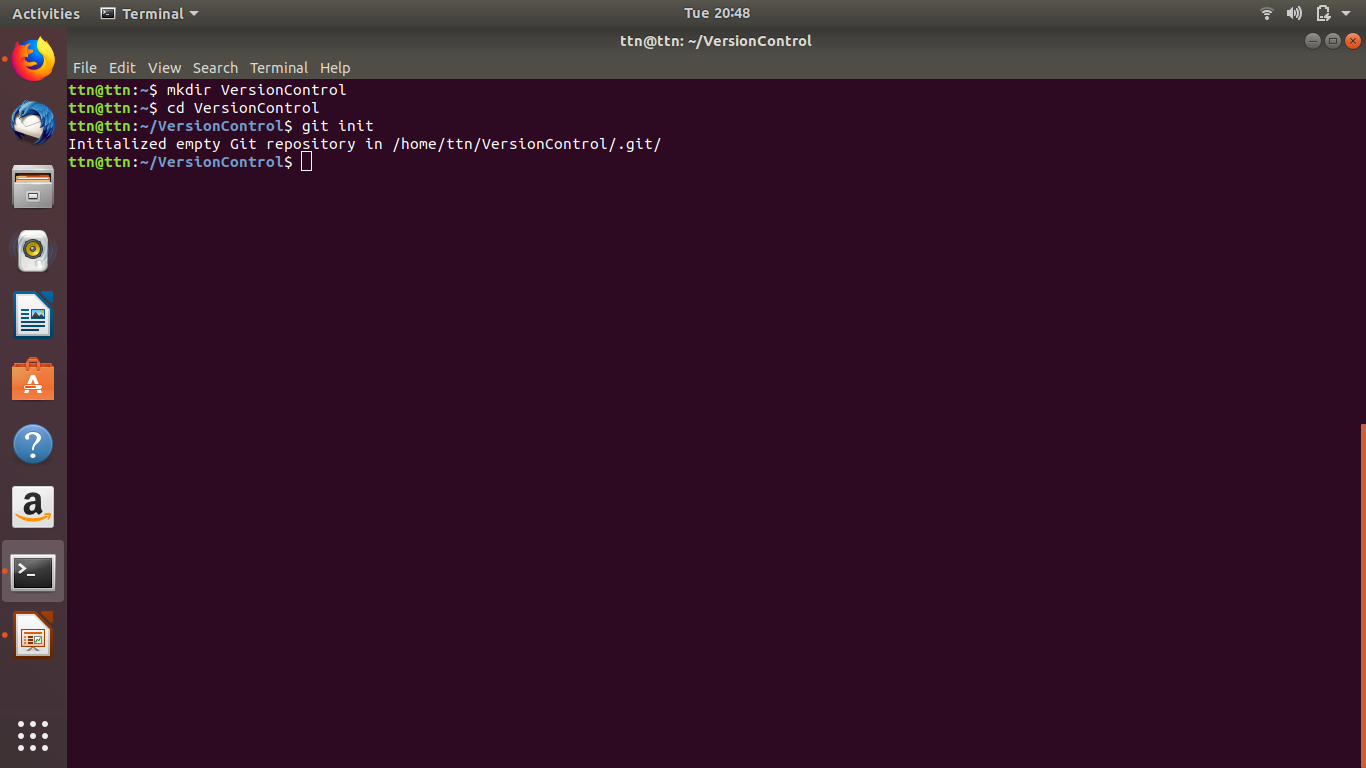 Activities Terminal Tue 20:48
ttn@ttn: ~/VersionControl
File Edit View Search Terminal Help
ttn@ttn:~$ mkdir VersionControl
ttn@ttn:~$ cd VersionControl
ttn@ttn:~/VersionControl$ git init
Initialized empty Git repository in /home/ttn/VersionControl/.git/
ttn@ttn:~/VersionControl$